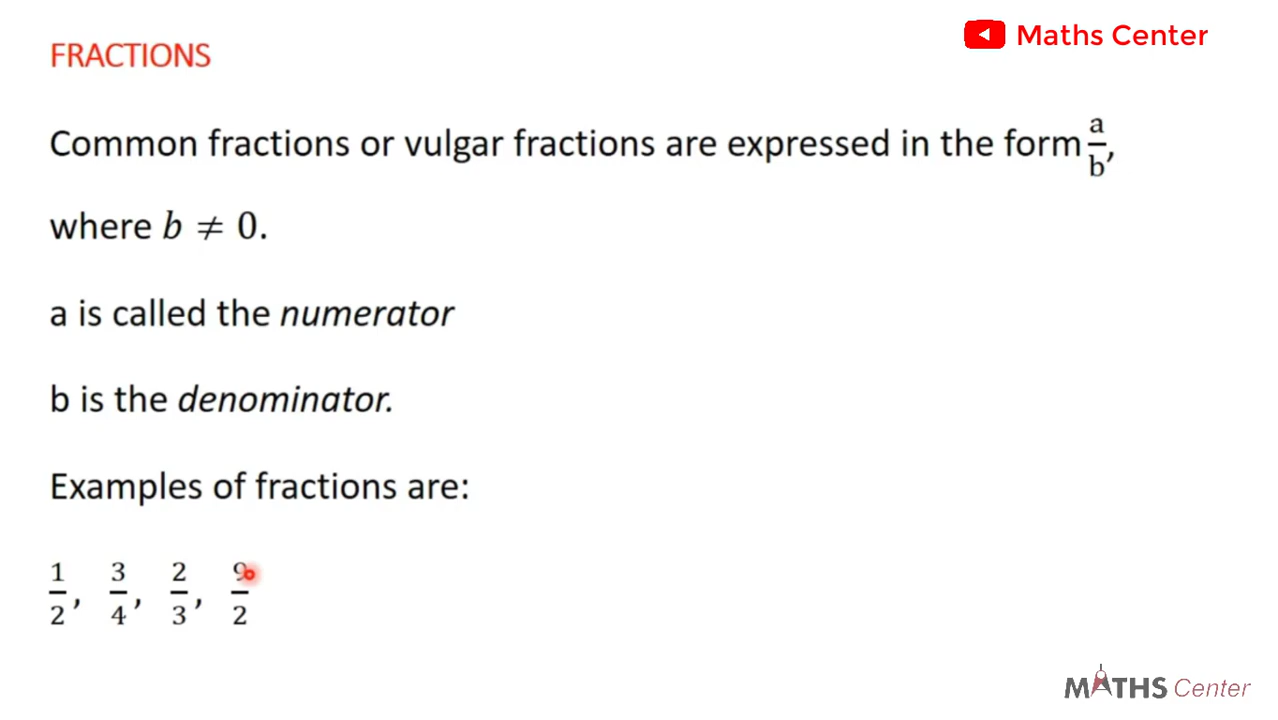 FRACTIONS
Maths Center
Common fractions or vulgar fractions are expressed in the form a/b,
where b ≠ 0.
a is called the numerator
b is the denominator.
Examples of fractions are:
1/2, 3/4, 2/3, 9/2
MATHS Center